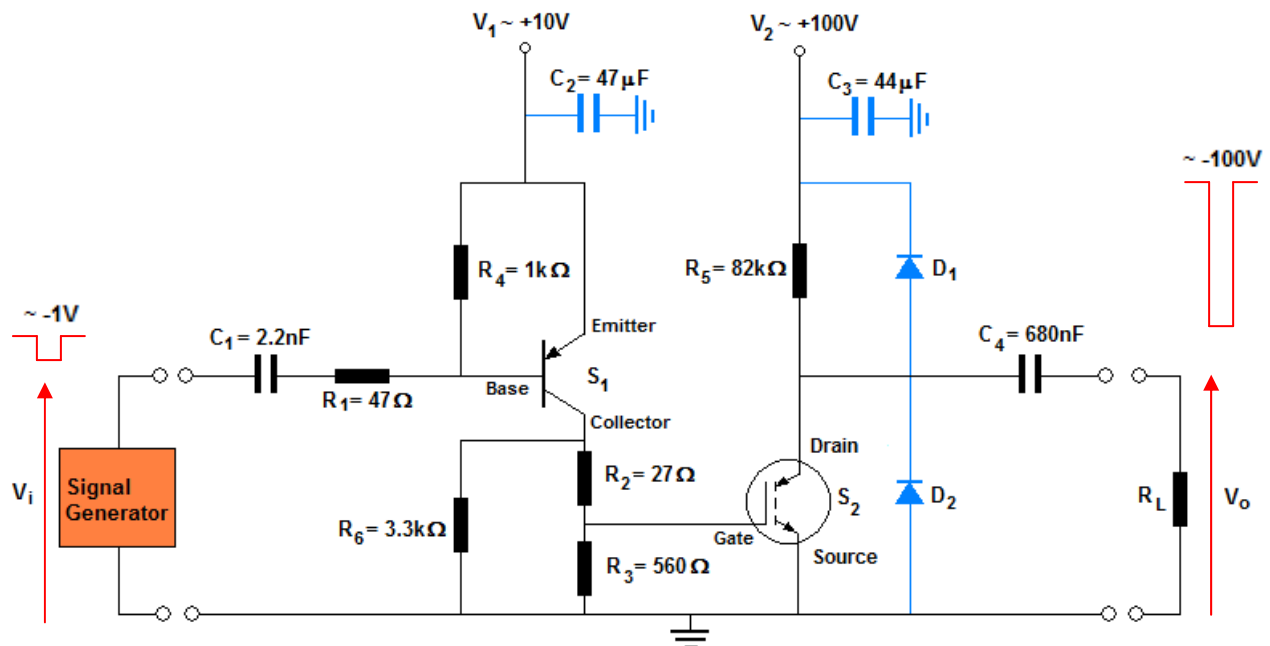 V1 ~ +10V
V2 ~ +100V
C2 = 47µF
C3 = 44µF
~ -100V
R4 = 1kΩ
R5 = 82kΩ
D1
~ -1V
C1 = 2.2nF
Emitter
C4 = 680nF
R1 = 47Ω
Base
S1
Collector
Drain
R2 = 27Ω
S2
D2
Vi
Signal
Generator
R6 = 3.3kΩ
Gate
Source
RL
Vo
R3 = 560Ω